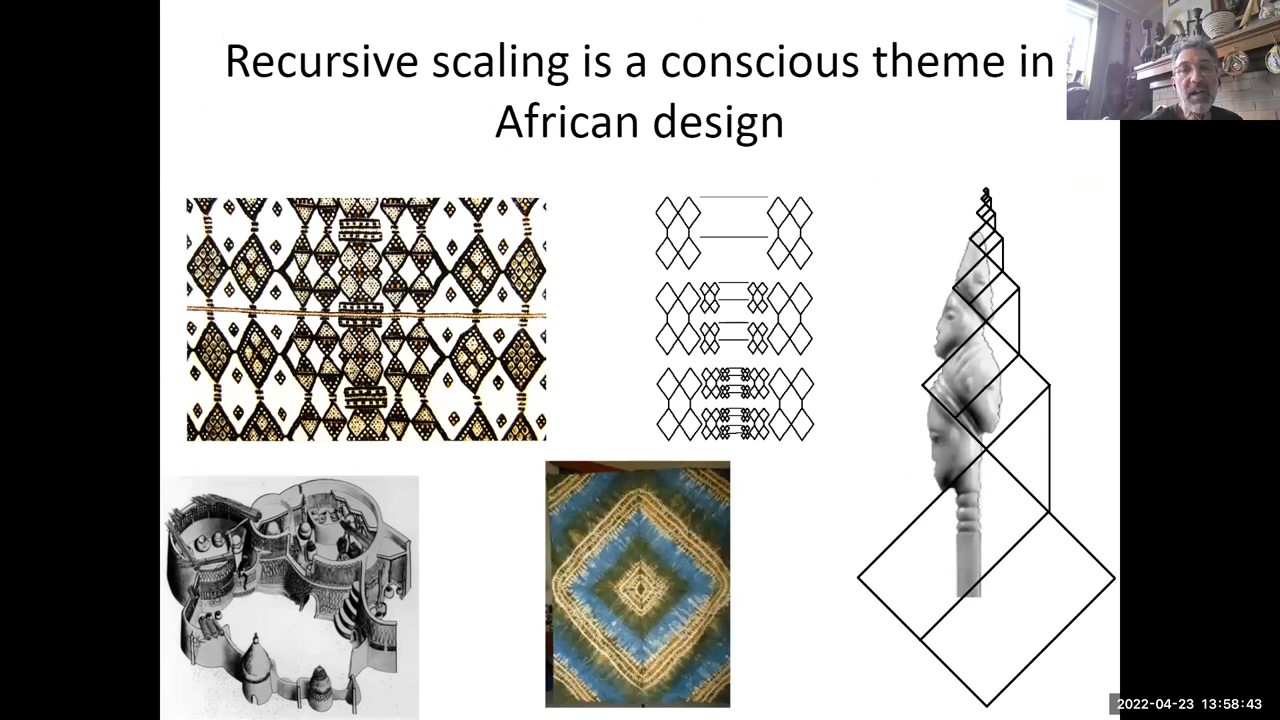 Recursive scaling is a conscious theme in
African design
2022-04-23 13:58:43